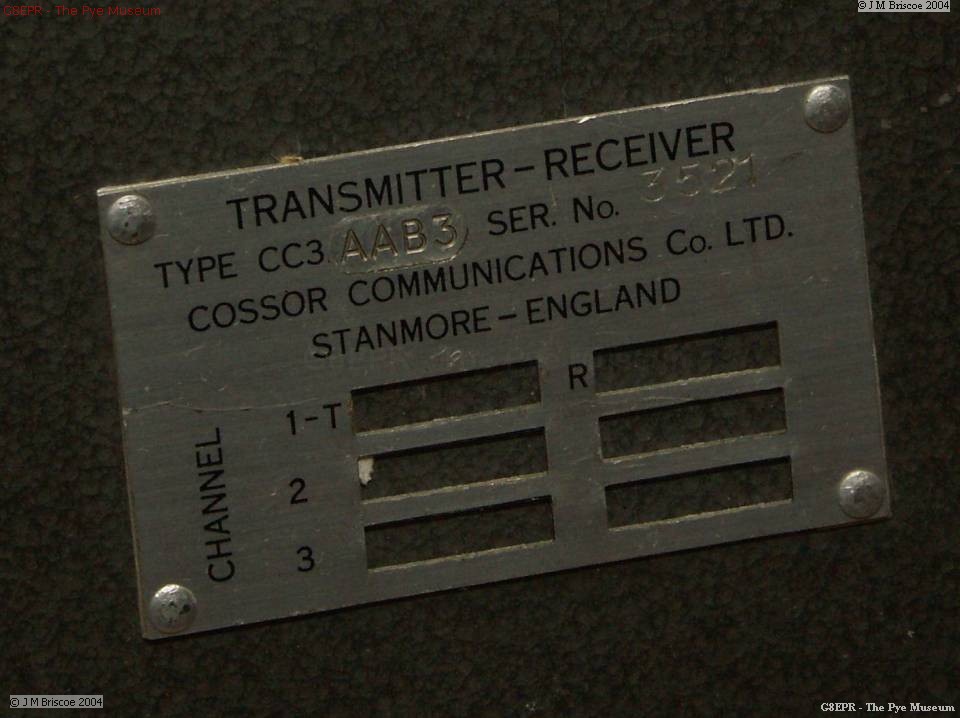 G8EPR - The Pye Museum
© J M Briscoe 2004
TRANSMITTER-RECEIVER
TYPE CC3 AAB3 SER. No. 3521
COSSOR COMMUNICATIONS Co. LTD.
STANMORE-ENGLAND
CHANNEL
1-T R
2
3
© J M Briscoe 2004
G8EPR - The Pye Museum